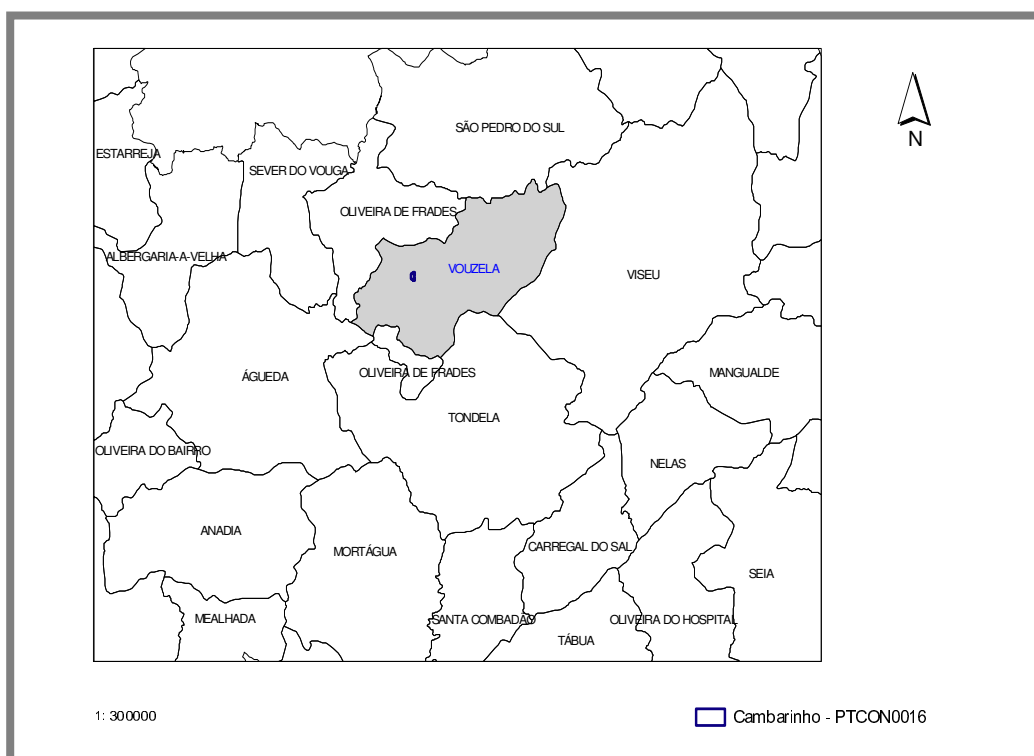 SÃO PEDRO DO SUL
N
ESTARREJA
SEVER DO VOUGA
OLIVEIRA DE FRADES
ALBERGARIA-A-VELHA
VOUZELA
VISEU
ÁGUEDA
OLIVEIRA DE FRADES
MANGUALDE
TONDELA
OLIVEIRA DO BAIRRO
NELAS
ANADIA
MORTÁGUA
CARREGAL DO SAL
SEIA
MEALHADA
SANTA COMBADÃO
OLIVEIRA DO HOSPITAL
TÁBUA
1: 300000
Cambarinho - PTCON0016